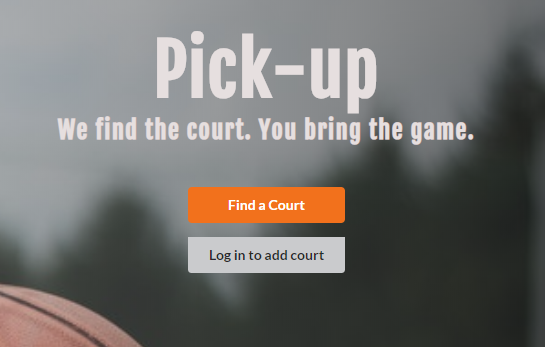 Pick-up
We find the court. You bring the game.
Find a Court
Log in to add court